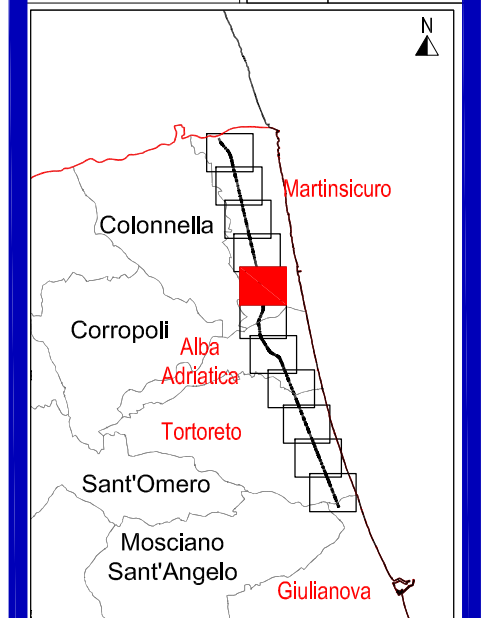 N
Martinsicuro
Colonnella
Corropoli
Alba
Adriatica
Tortoreto
Sant'Omero
Mosciano
Sant'Angelo
Giulianova